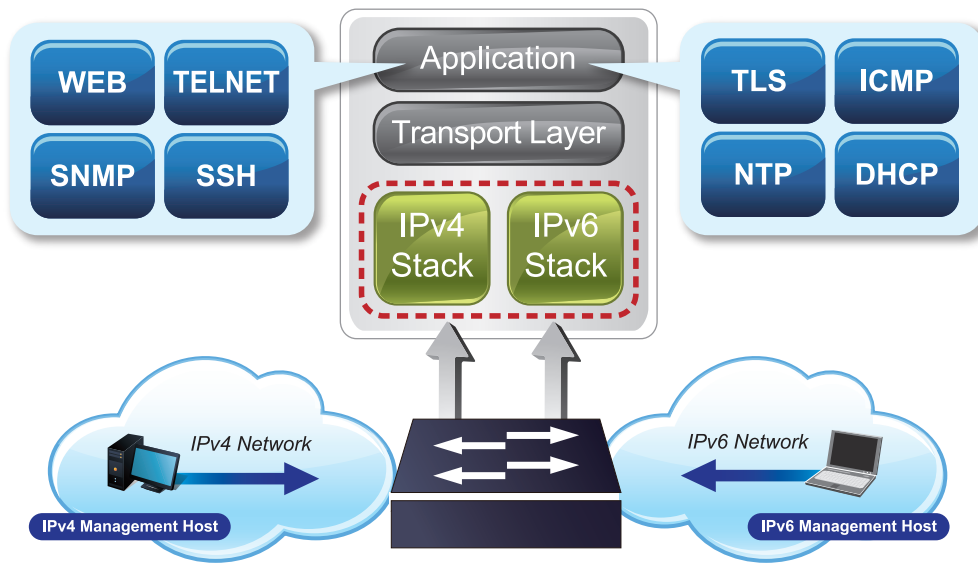 WEB
TELNET
SNMP
SSH
Application
Transport Layer
IPv4
Stack
IPv6
Stack
TLS
ICMP
NTP
DHCP
IPv4 Network
IPv4 Management Host
IPv6 Network
IPv6 Management Host